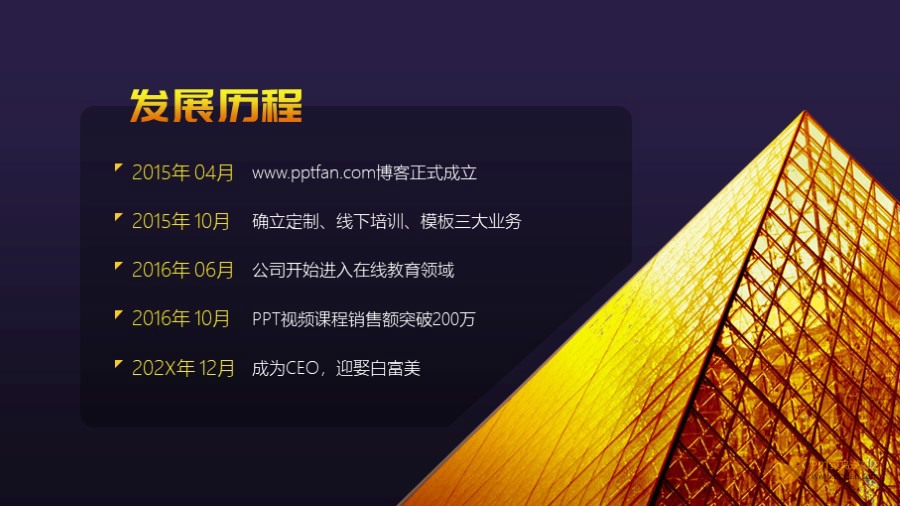 发展历程
2015年 04月 www.pptfan.com博客正式成立
2015年 10月 确立定制、线下培训、模板三大业务
2016年 06月 公司开始进入在线教育领域
2016年 10月 PPT视频课程销售额突破200万
202X年 12月 成为CEO，迎娶白富美